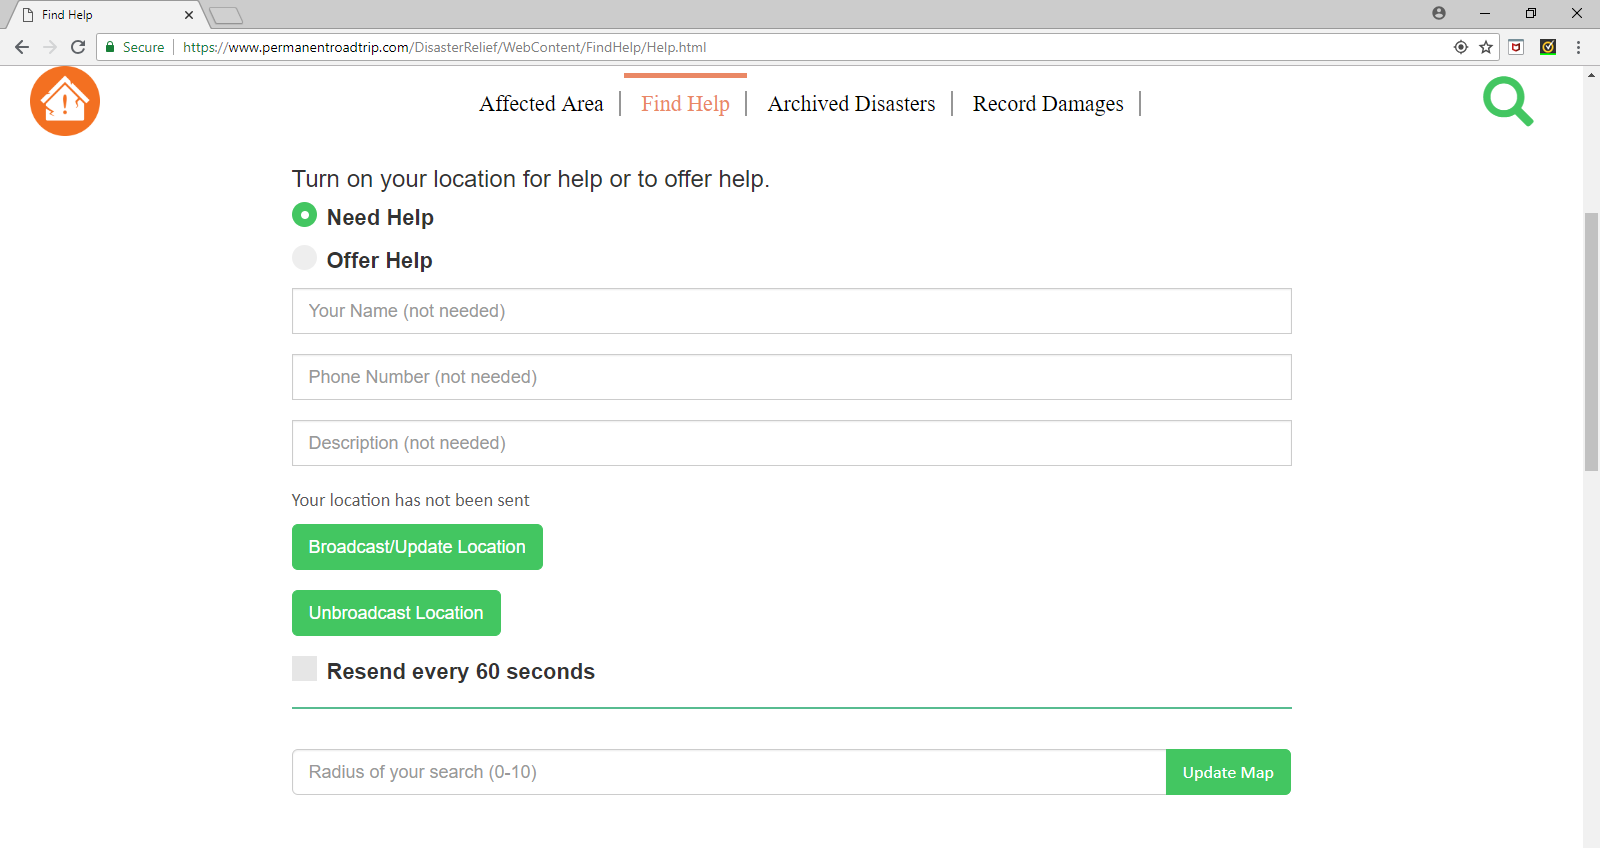 Find Help
Secure
https://www.permanentroadtrip.com/DisasterRelief/WebContent/FindHelp/Help.html
Affected Area
Find Help
Archived Disasters
Record Damages
Turn on your location for help or to offer help.
Need Help
Offer Help
Your Name (not needed)
Phone Number (not needed)
Description (not needed)
Your location has not been sent
Broadcast/Update Location
Unbroadcast Location
Resend every 60 seconds
Radius of your search (0-10)
Update Map